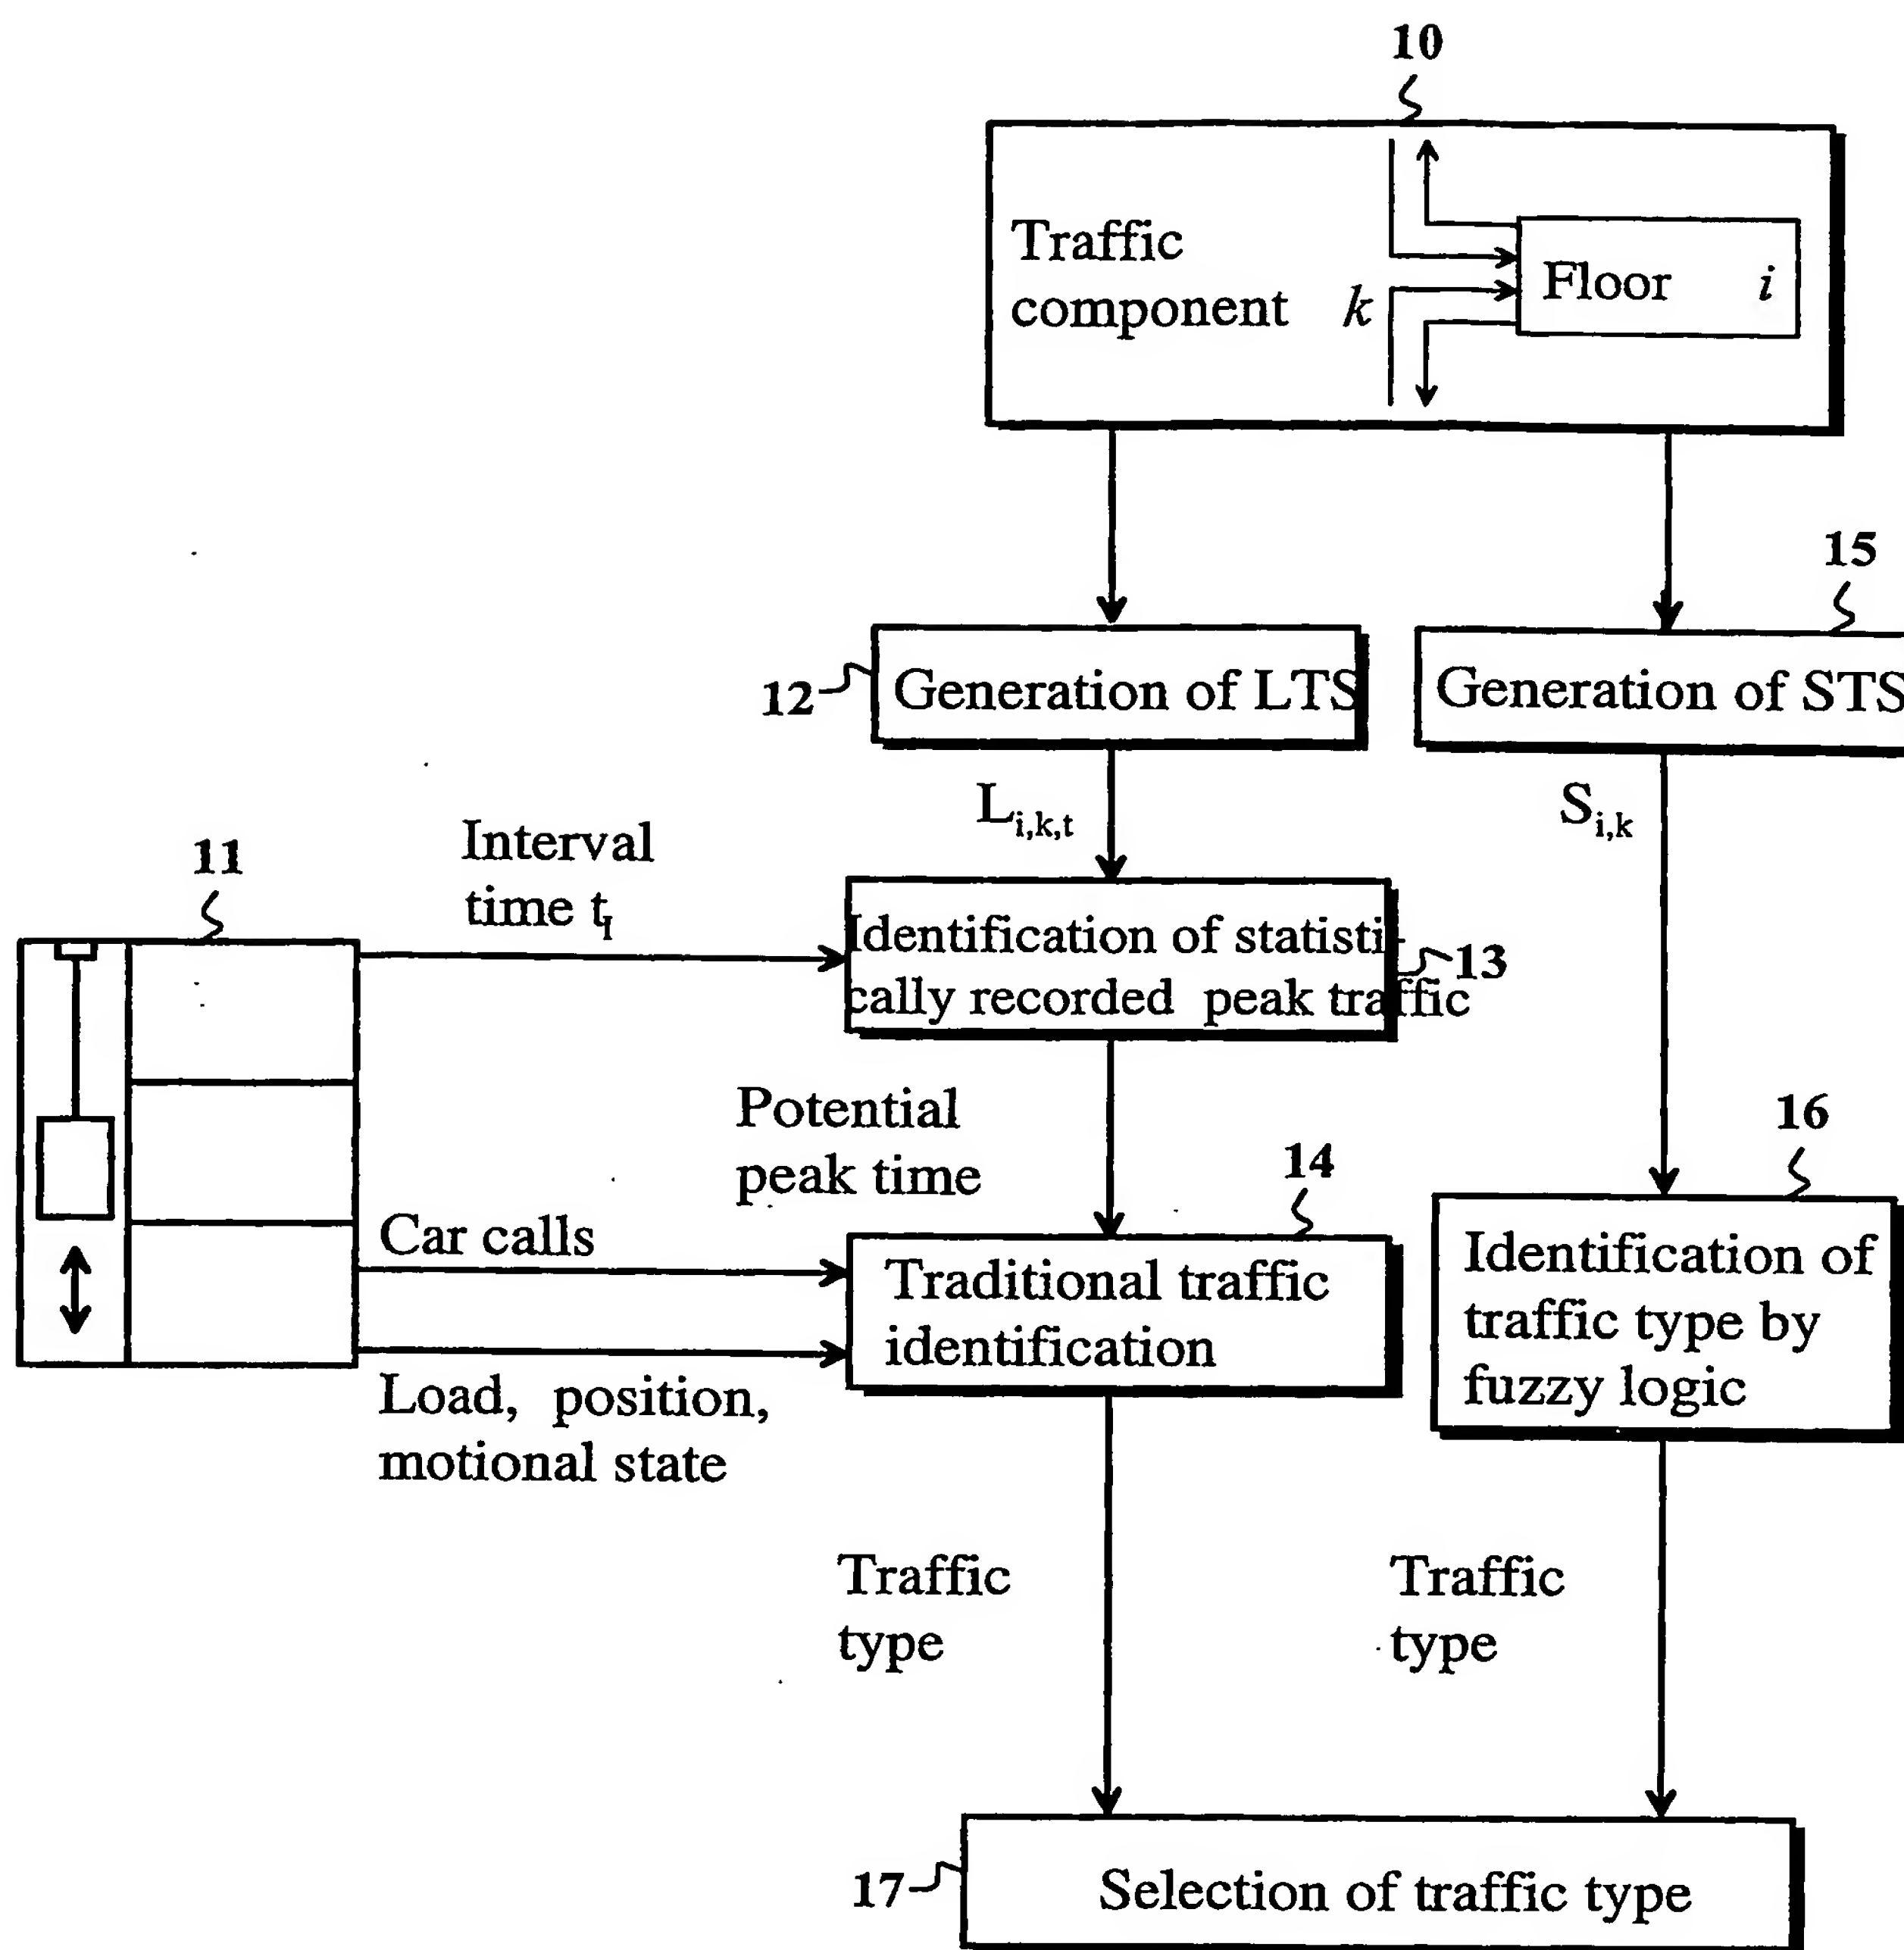 10
Traffic
component
k
Floor i
15
12
Generation of LTS
Generation of STS
L i,k,t
S i,k
11
Interval
time tI
Identification of statisti-
cally recorded peak traffic
13
Potential
peak time
14
16
Car calls
Traditional traffic
identification
Identification of
traffic type by
fuzzy logic
Load, position,
motional state
Traffic
type
Traffic
type
17
Selection of traffic type